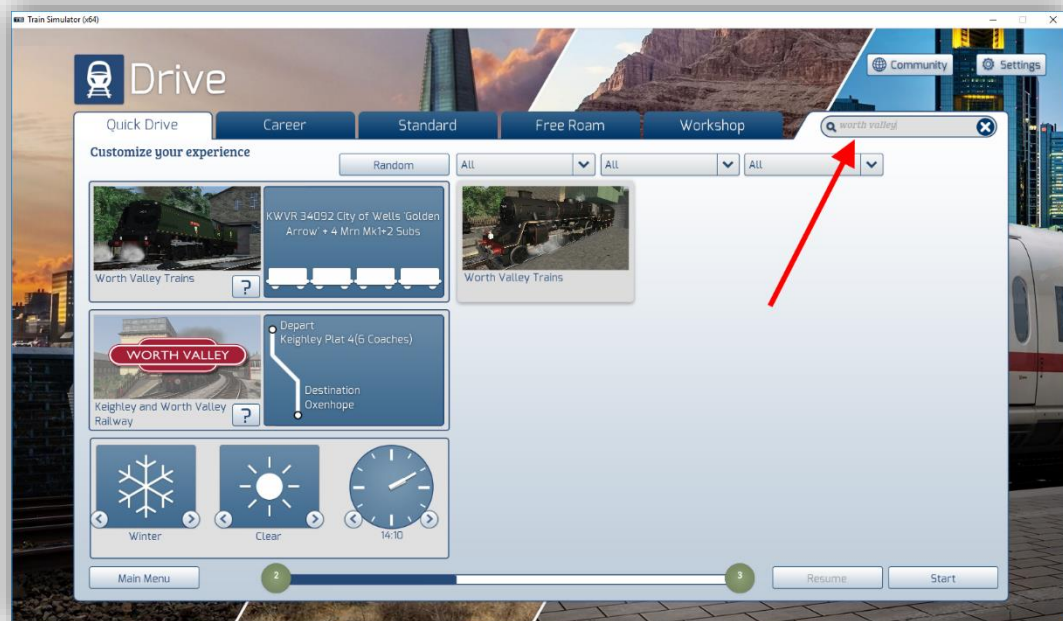 Train Simulator (x64)
Drive
Community
Settings
Quick Drive
Career
Standard
Free Roam
Workshop
worth valley
Customize your experience
Random
All
All
All
Worth Valley Trains
?
KWVR 34092 City of Wells 'Golden
Arrow' + 4 Mrn Mk1+2 Subs
Worth Valley Trains
WORTH VALLEY
Keighley and Worth Valley
Railway
?
Depart
Keighley Plat 4(6 Coaches)
Destination
Oxenhope
Winter
Clear
14:10
Main Menu
2
3
Resume
Start